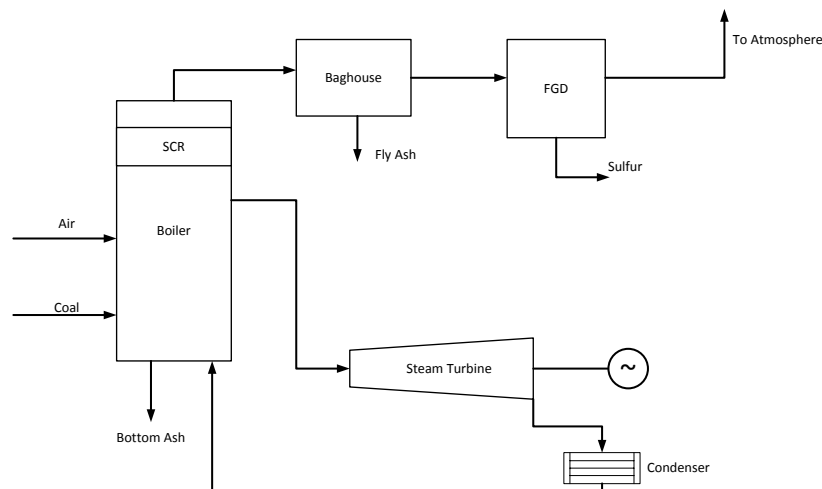 To Atmosphere
Baghouse
FGD
SCR
Fly Ash
Sulfur
Air
Boiler
Coal
Steam Turbine
~
Bottom Ash
Condenser